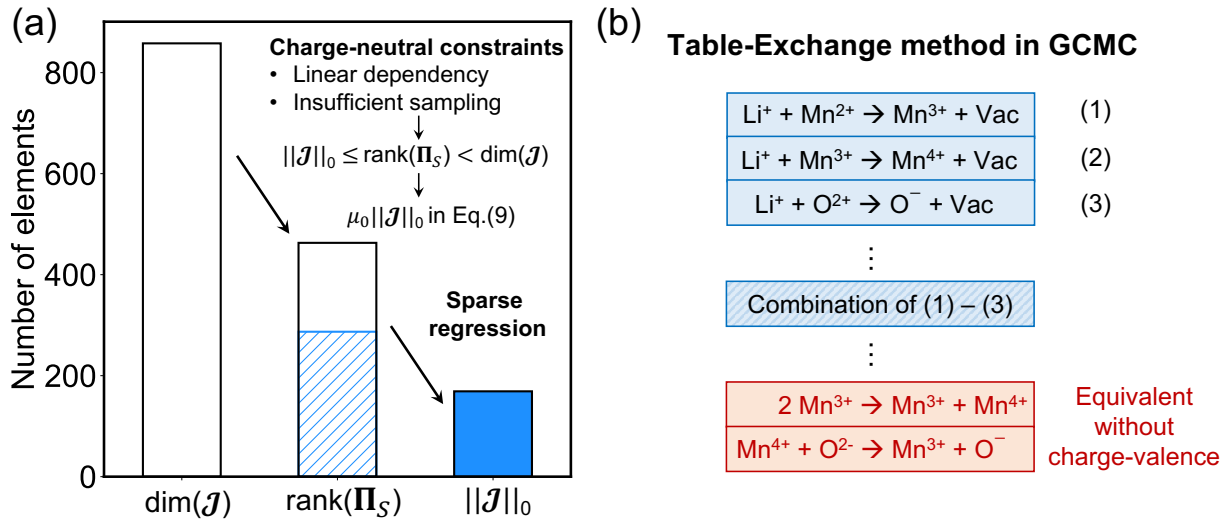 (a)
800
600
400
200
0
Number of elements
Charge-neutral constraints
• Linear dependency
• Insufficient sampling
||𝓙||₀ ≤ rank(𝚷_S) < dim(𝓙)
μ₀||𝓙||₀ in Eq.(9)
Sparse
regression
dim(𝓙)
rank(𝚷_S)
||𝓙||₀
(b)
Table-Exchange method in GCMC
Li⁺ + Mn²⁺ → Mn³⁺ + Vac (1)
Li⁺ + Mn³⁺ → Mn⁴⁺ + Vac (2)
Li⁺ + O²⁺ → O⁻ + Vac (3)
⋮
Combination of (1) – (3)
⋮
2 Mn³⁺ → Mn³⁺ + Mn⁴⁺
Mn⁴⁺ + O²⁻ → Mn³⁺ + O⁻
Equivalent
without
charge-valence